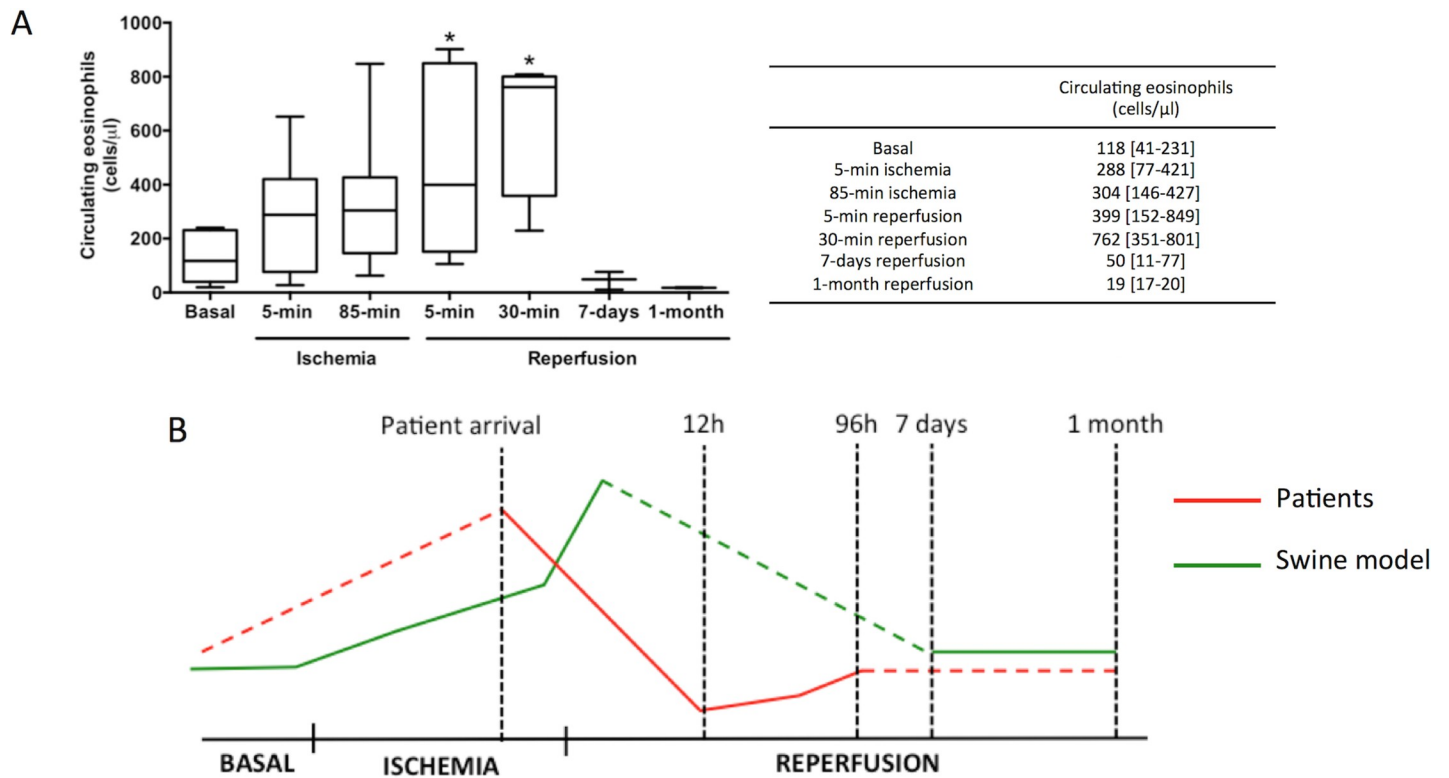 A
1000
800
600
400
200
0
Circulating eosinophils
(cells/µl)
*
*
Basal 5-min 85-min 5-min 30-min 7-days 1-month
Ischemia Reperfusion
Circulating eosinophils
(cells/µl)
Basal 118 [41-231]
5-min ischemia 288 [77-421]
85-min ischemia 304 [146-427]
5-min reperfusion 399 [152-849]
30-min reperfusion 762 [351-801]
7-days reperfusion 50 [11-77]
1-month reperfusion 19 [17-20]
B
Patient arrival 12h 96h 7 days 1 month
Patients
Swine model
BASAL ISCHEMIA REPERFUSION